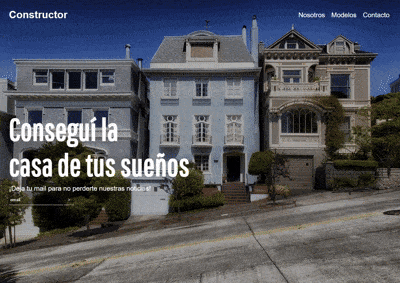 Constructor
Nosotros Modelos Contacto
Conseguí la
casa de tus sueños
¡Deja tu mail para no perderte nuestras noticias!
email